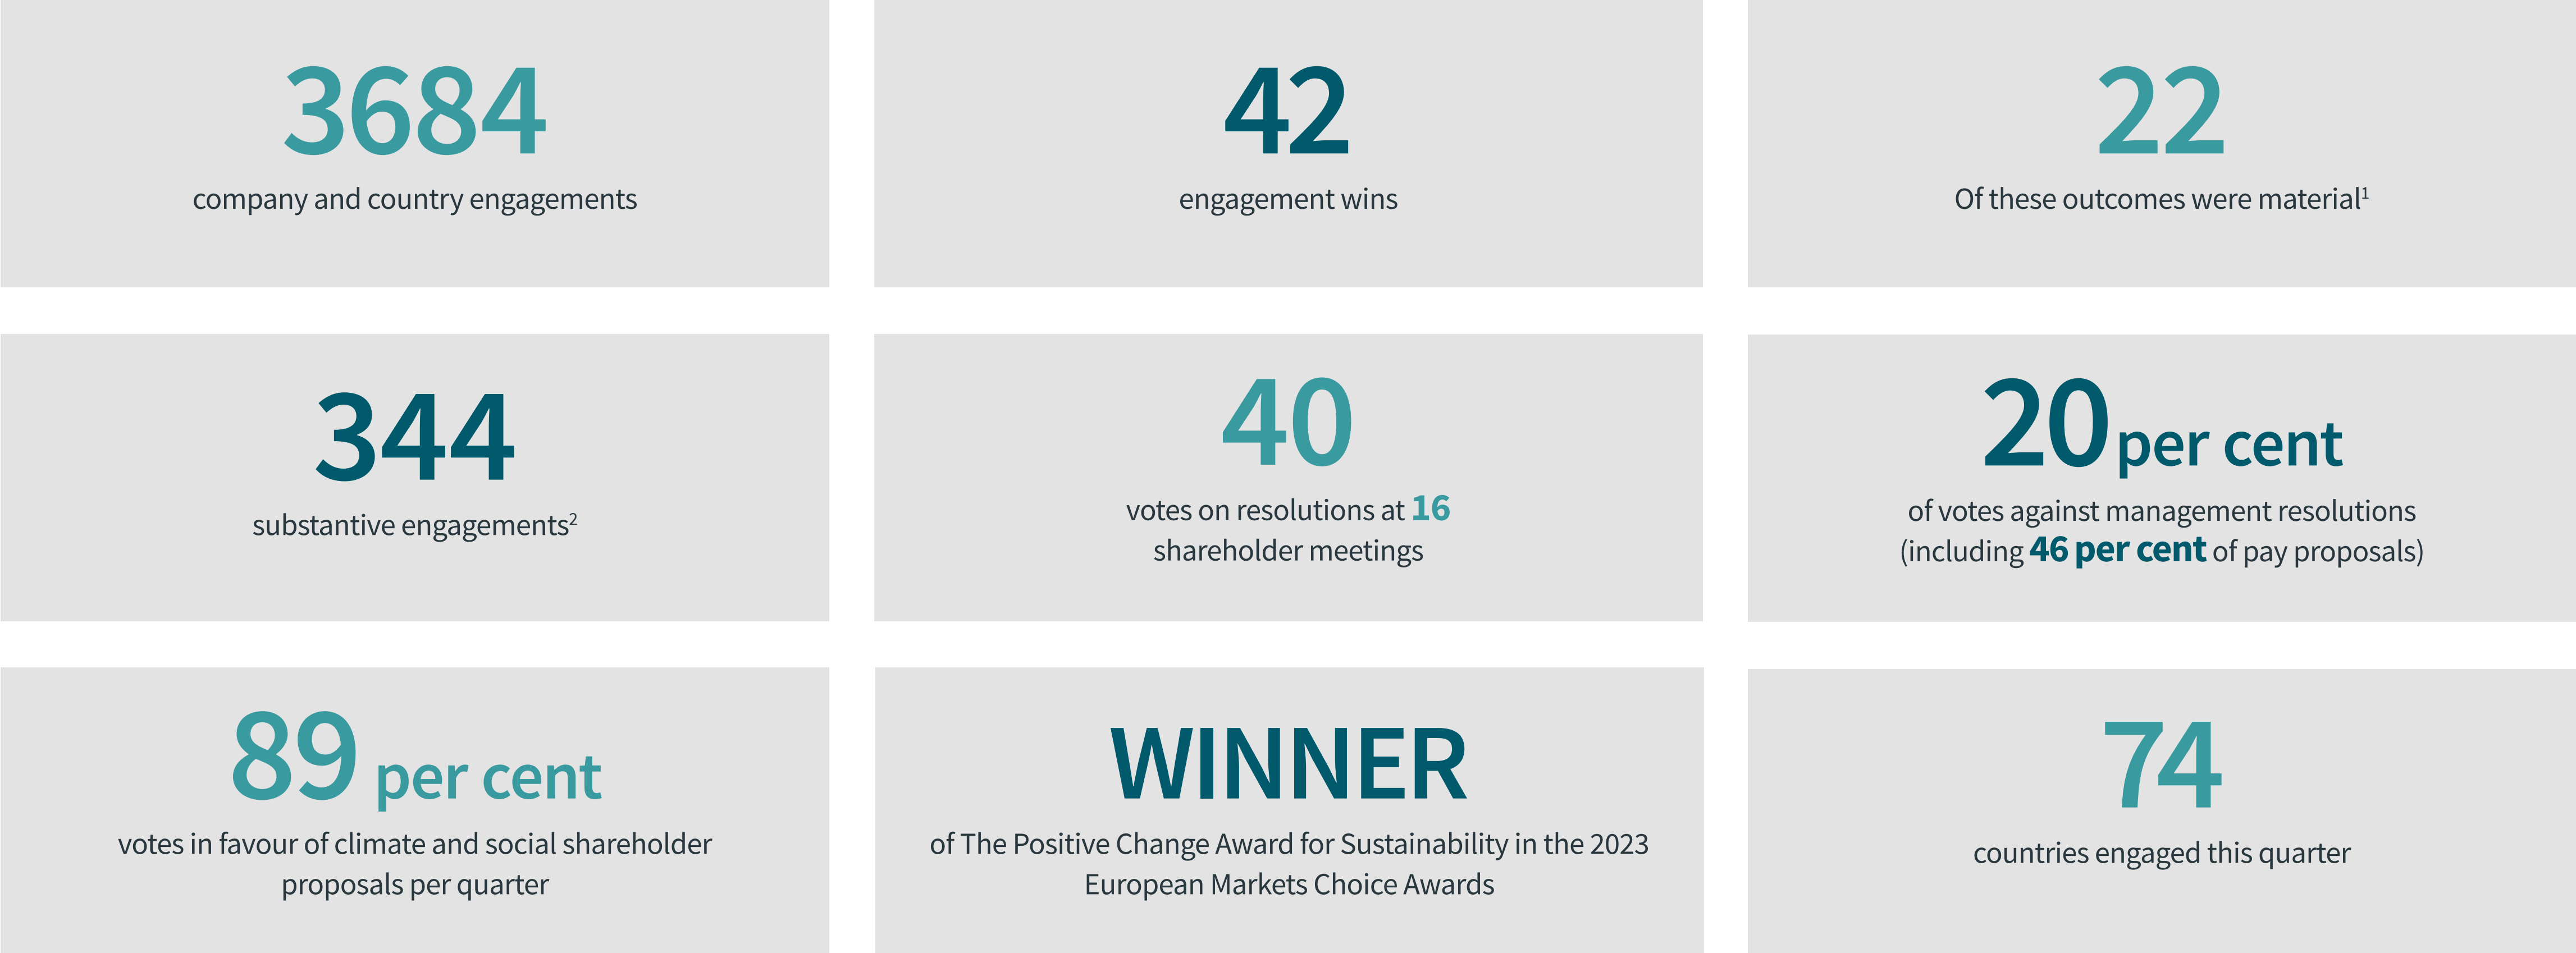 3684
company and country engagements
42
engagement wins
22
Of these outcomes were material¹
344
substantive engagements²
40
votes on resolutions at 16
shareholder meetings
20 per cent
of votes against management resolutions
(including 46 per cent of pay proposals)
89 per cent
votes in favour of climate and social shareholder
proposals per quarter
WINNER
of The Positive Change Award for Sustainability in the 2023
European Markets Choice Awards
74
countries engaged this quarter